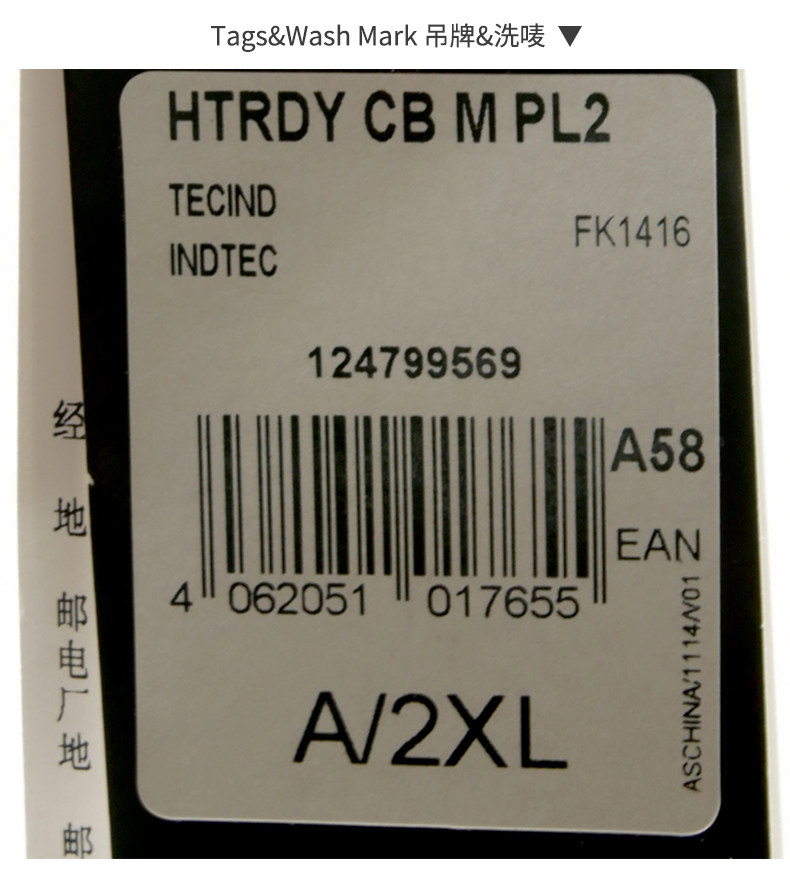 Tags&Wash Mark 吊牌&洗唛 ▼
HTRDY CB M PL2
TECIND
FK1416
INDTEC
124799569
A58
EAN
4 062051 017655
ASCHINA/1114/V01
A/2XL
经
地
邮
电
厂
地
邮